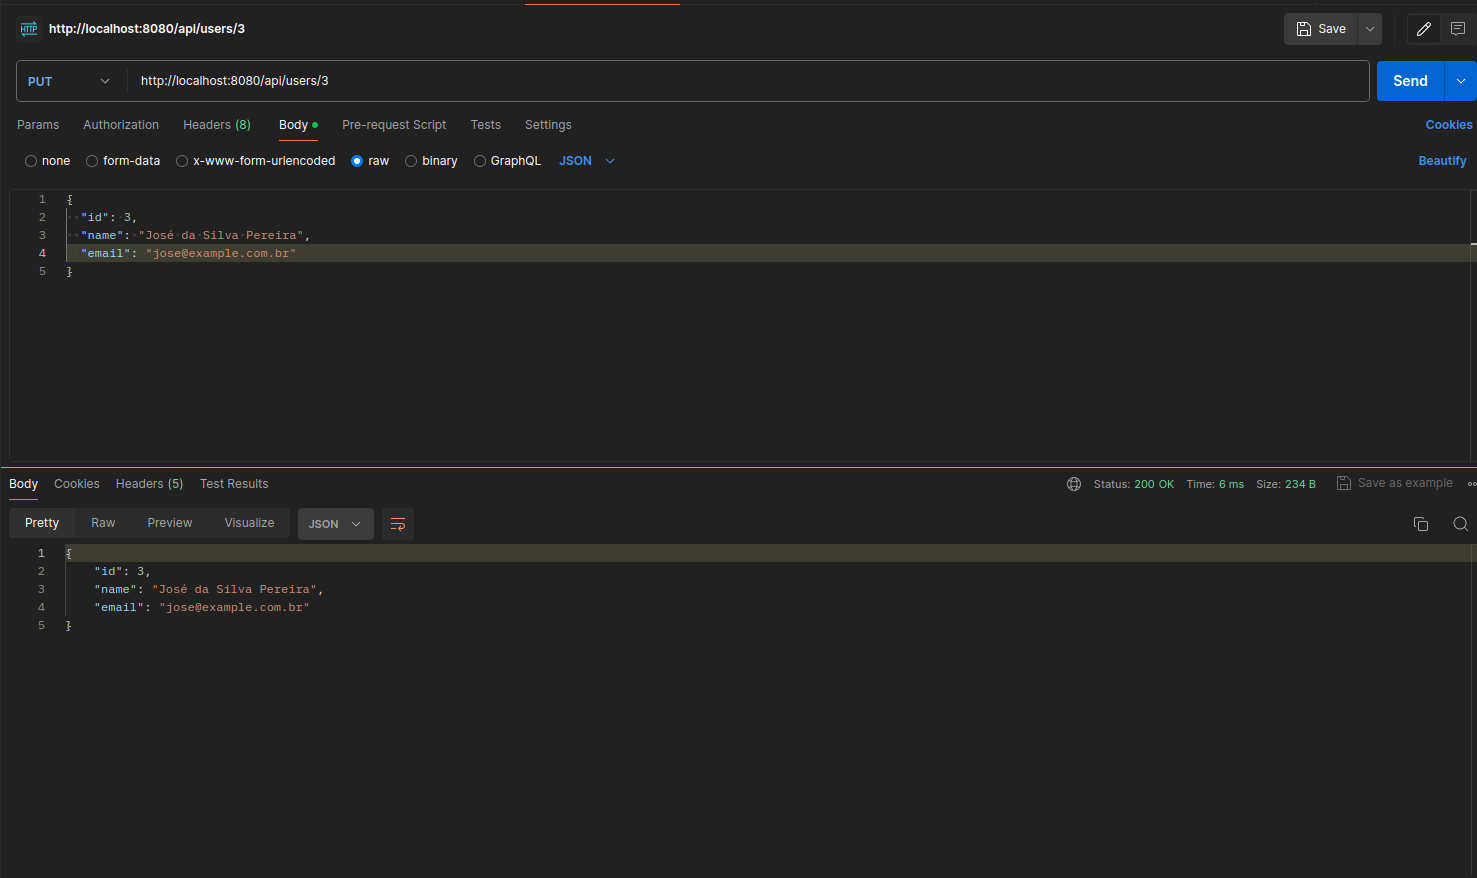 HTTP http://localhost:8080/api/users/3 Save
PUT http://localhost:8080/api/users/3 Send
Params Authorization Headers (8) Body Pre-request Script Tests Settings Cookies
none form-data x-www-form-urlencoded raw binary GraphQL JSON Beautify
1 {
2 "id": 3,
3 "name": "José da Silva Pereira",
4 "email": "jose@example.com.br"
5 }
Body Cookies Headers (5) Test Results Status: 200 OK Time: 6 ms Size: 234 B Save as example
Pretty Raw Preview Visualize JSON
1 {
2 "id": 3,
3 "name": "José da Silva Pereira",
4 "email": "jose@example.com.br"
5 }